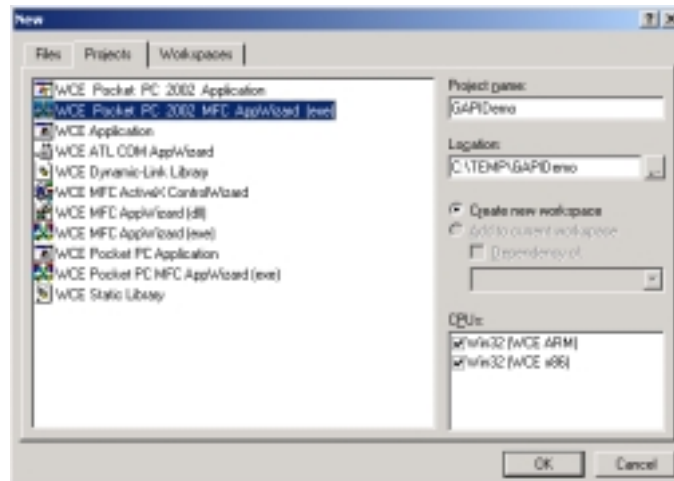 New
Files Projects Workspaces
WCE Pocket PC 2002 Application
WCE Pocket PC 2002 MFC AppWizard (exe)
WCE Application
WCE ATL COM AppWizard
WCE Dynamic-Link Library
WCE MFC ActiveX ControlWizard
WCE MFC AppWizard (dll)
WCE MFC AppWizard (exe)
WCE Pocket PC Application
WCE Pocket PC MFC AppWizard (exe)
WCE Static Library
Project name:
GAPIDemo
Location:
C:\TEMP\GAPIDemo
...
Create new workspace
Add to current workspace
Dependency of:
CPUs:
Win32 (WCE ARM)
Win32 (WCE x86)
OK Cancel